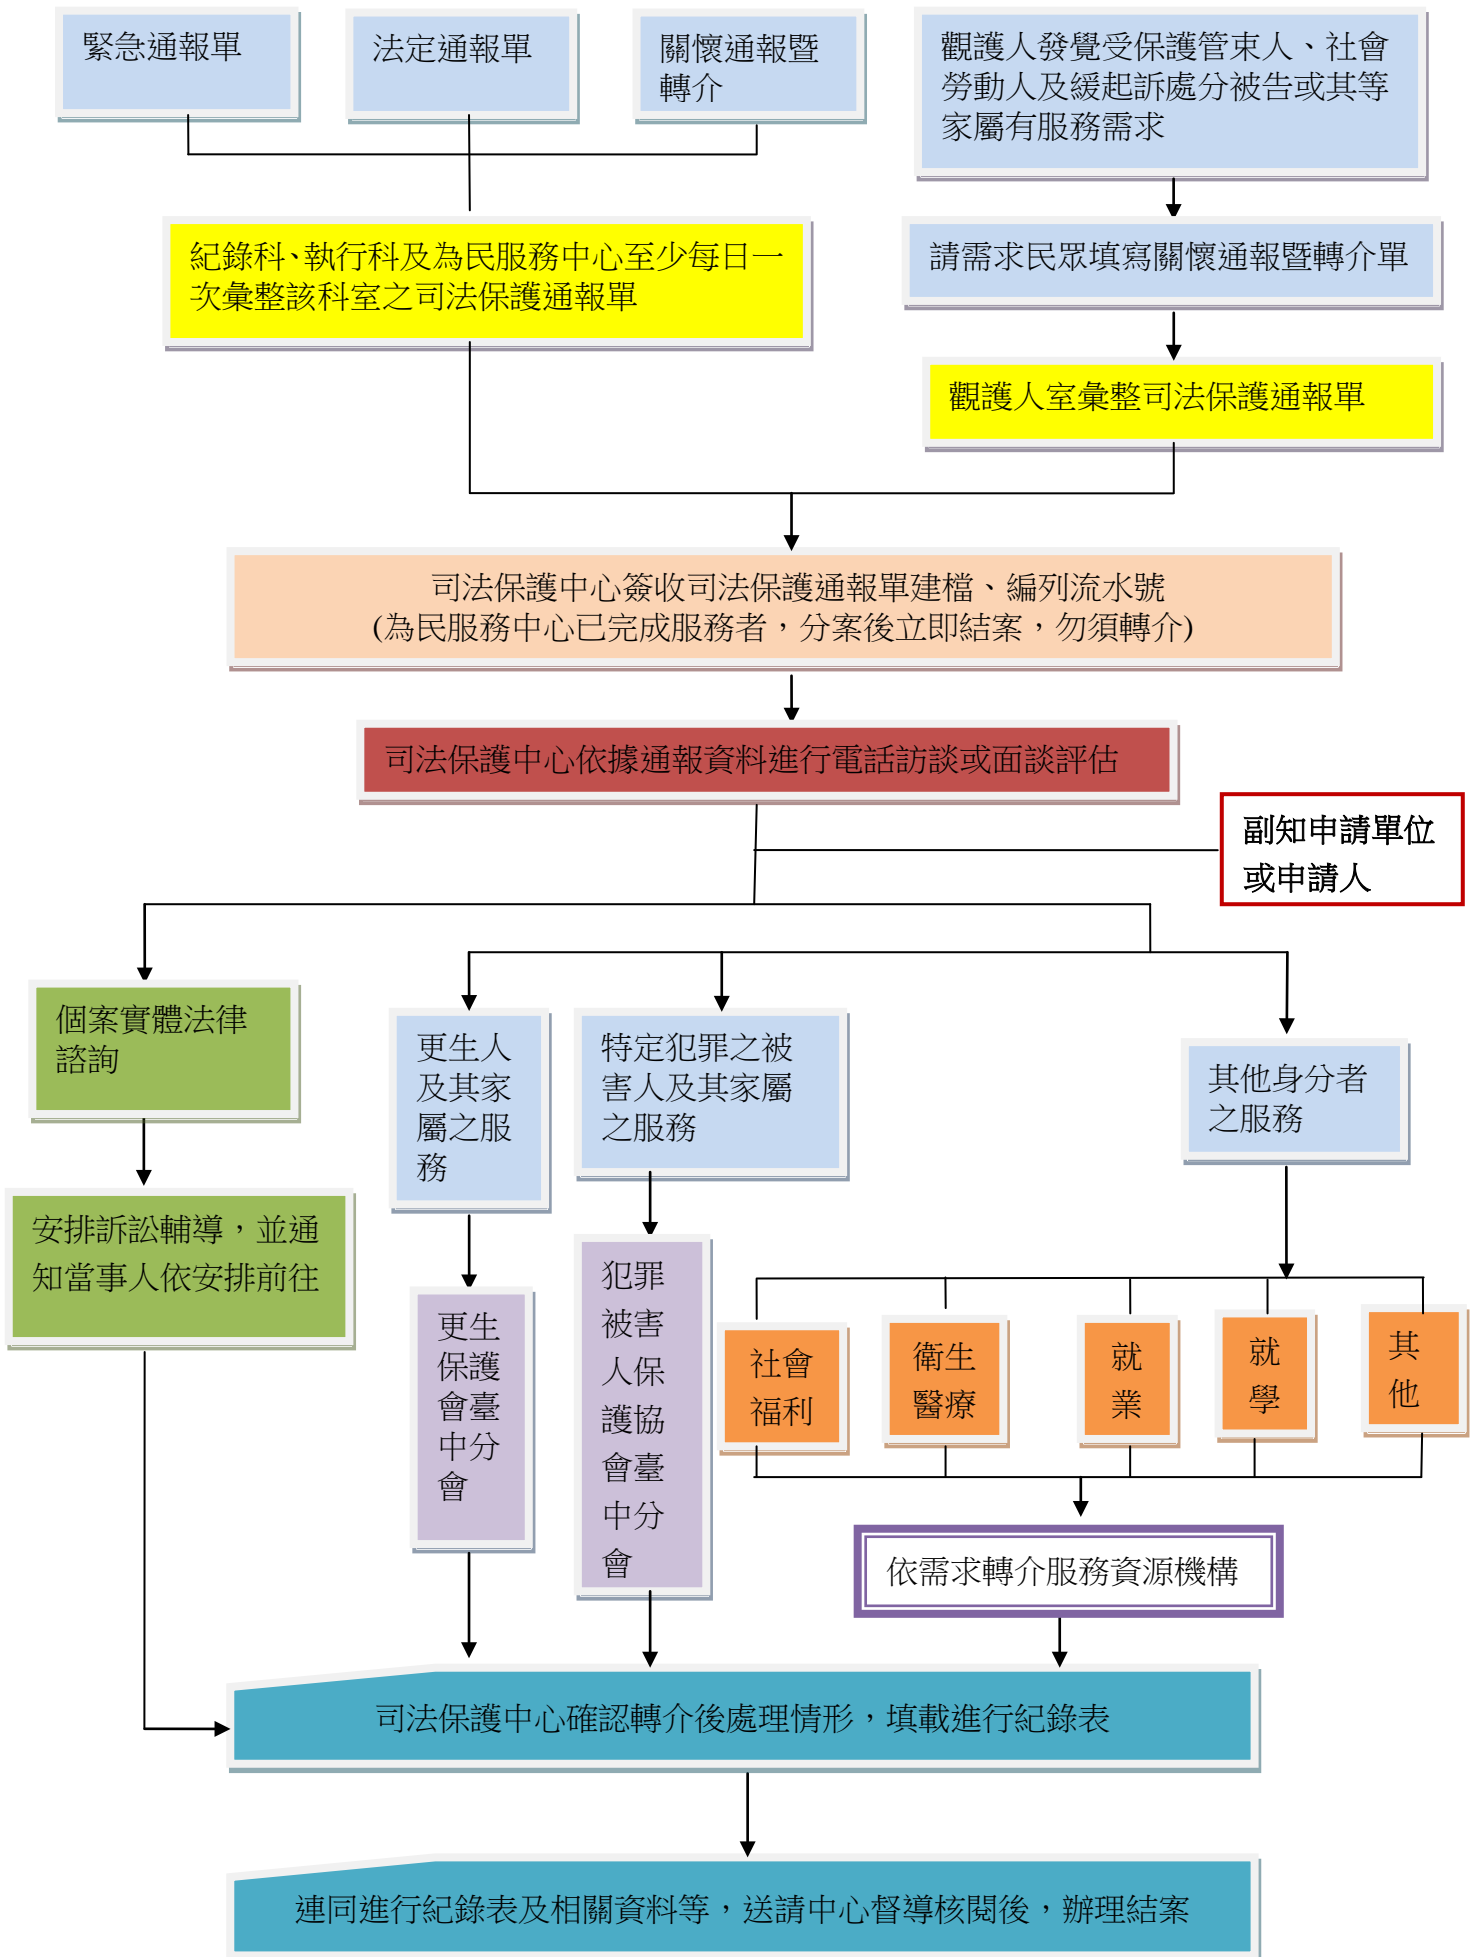 緊急通報單
法定通報單
關懷通報暨
轉介
觀護人發覺受保護管束人、社會
勞動人及緩起訴處分被告或其等
家屬有服務需求
紀錄科、執行科及為民服務中心至少每日一
次彙整該科室之司法保護通報單
請需求民眾填寫關懷通報暨轉介單
觀護人室彙整司法保護通報單
司法保護中心簽收司法保護通報單建檔、編列流水號
(為民服務中心已完成服務者，分案後立即結案，勿須轉介)
司法保護中心依據通報資料進行電話訪談或面談評估
副知申請單位
或申請人
個案實體法律
諮詢
更生人
及其家
屬之服
務
特定犯罪之被
害人及其家屬
之服務
其他身分者
之服務
安排訴訟輔導，並通
知當事人依安排前往
更生
保護
會臺
中分
會
犯罪
被害
人保
護協
會臺
中分
會
社會
福利
衛生
醫療
就
業
就
學
其
他
依需求轉介服務資源機構
司法保護中心確認轉介後處理情形，填載進行紀錄表
連同進行紀錄表及相關資料等，送請中心督導核閱後，辦理結案